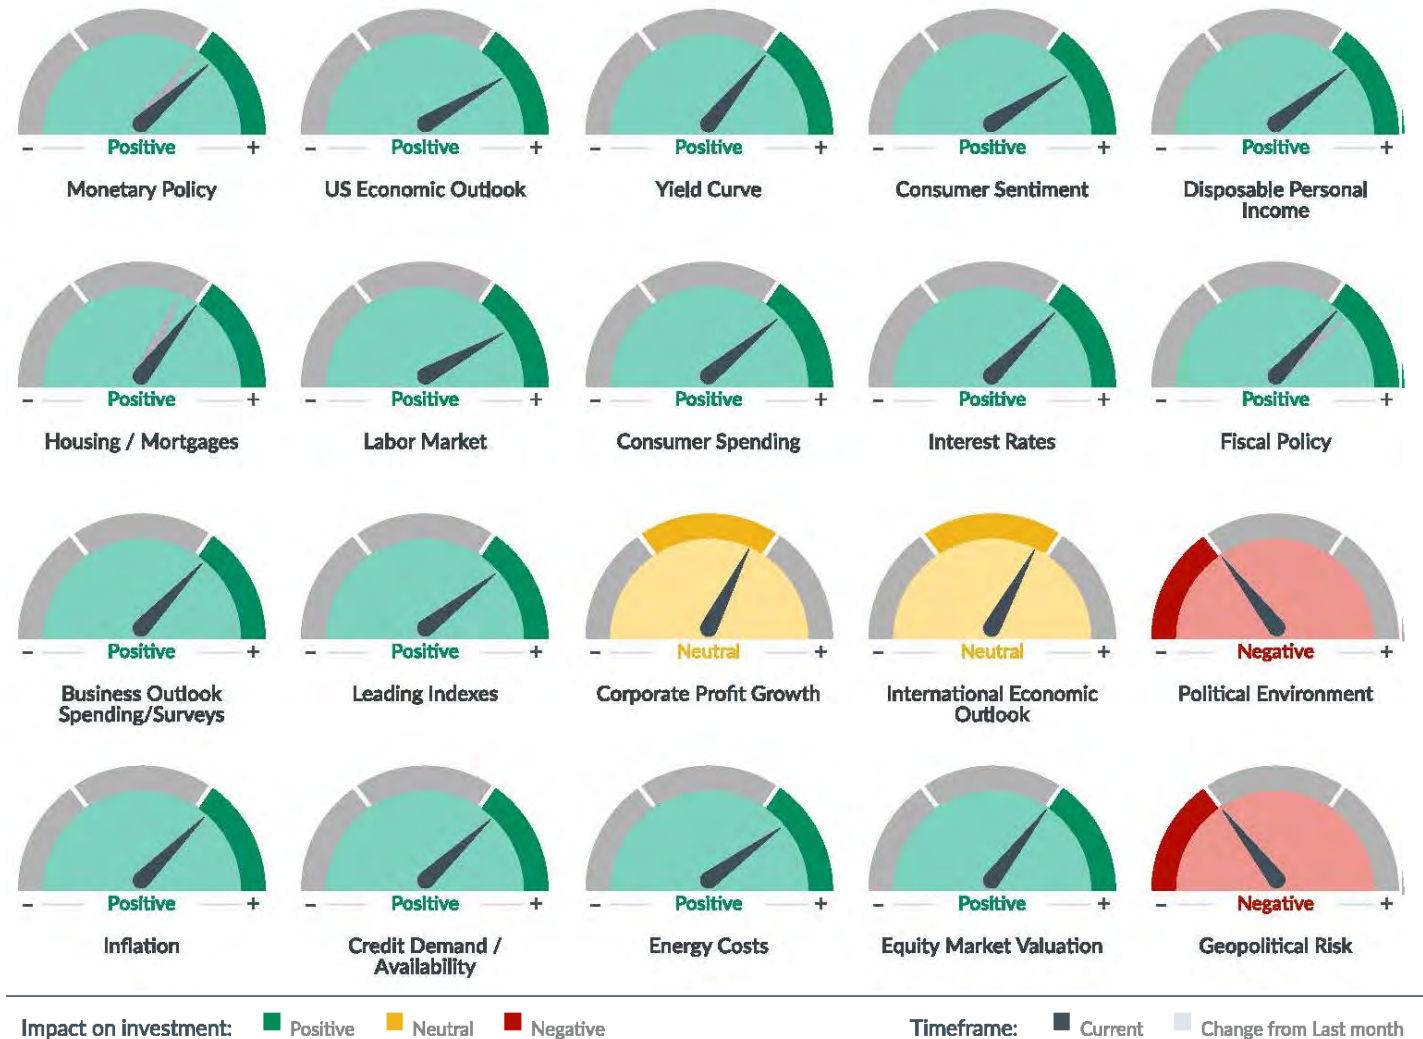 - Positive +
- Positive +
- Positive +
- Positive +
- Positive +
Monetary Policy
US Economic Outlook
Yield Curve
Consumer Sentiment
Disposable Personal
Income
- Positive +
- Positive +
- Positive +
- Positive +
- Positive +
Housing / Mortgages
Labor Market
Consumer Spending
Interest Rates
Fiscal Policy
- Positive +
- Positive +
- Neutral +
- Neutral +
- Negative +
Business Outlook
Spending/Surveys
Leading Indexes
Corporate Profit Growth
International Economic
Outlook
Political Environment
- Positive +
- Positive +
- Positive +
- Positive +
- Negative +
Inflation
Credit Demand /
Availability
Energy Costs
Equity Market Valuation
Geopolitical Risk
Impact on investment: Positive Neutral Negative
Timeframe: Current Change from Last month